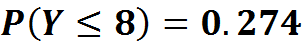 P(Y ≤ 8) = 0.274